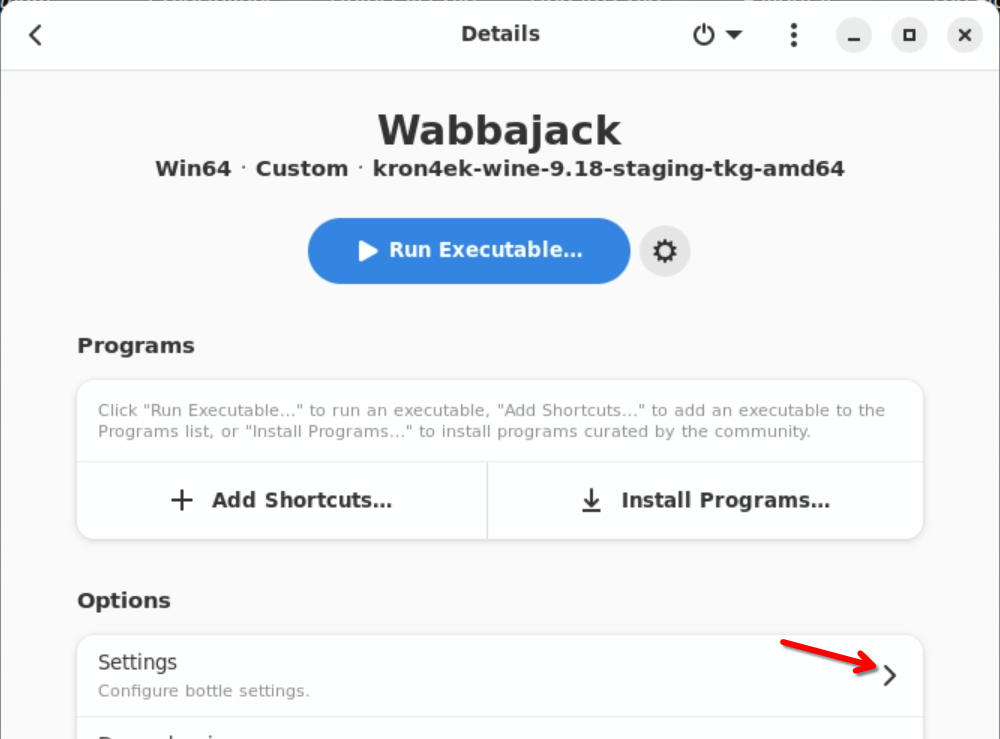 Details
Wabbajack
Win64 · Custom · kron4ek-wine-9.18-staging-tkg-amd64
Run Executable...
Programs
Click "Run Executable..." to run an executable, "Add Shortcuts..." to add an executable to the
Programs list, or "Install Programs..." to install programs curated by the community.
Add Shortcuts...
Install Programs...
Options
Settings
Configure bottle settings.